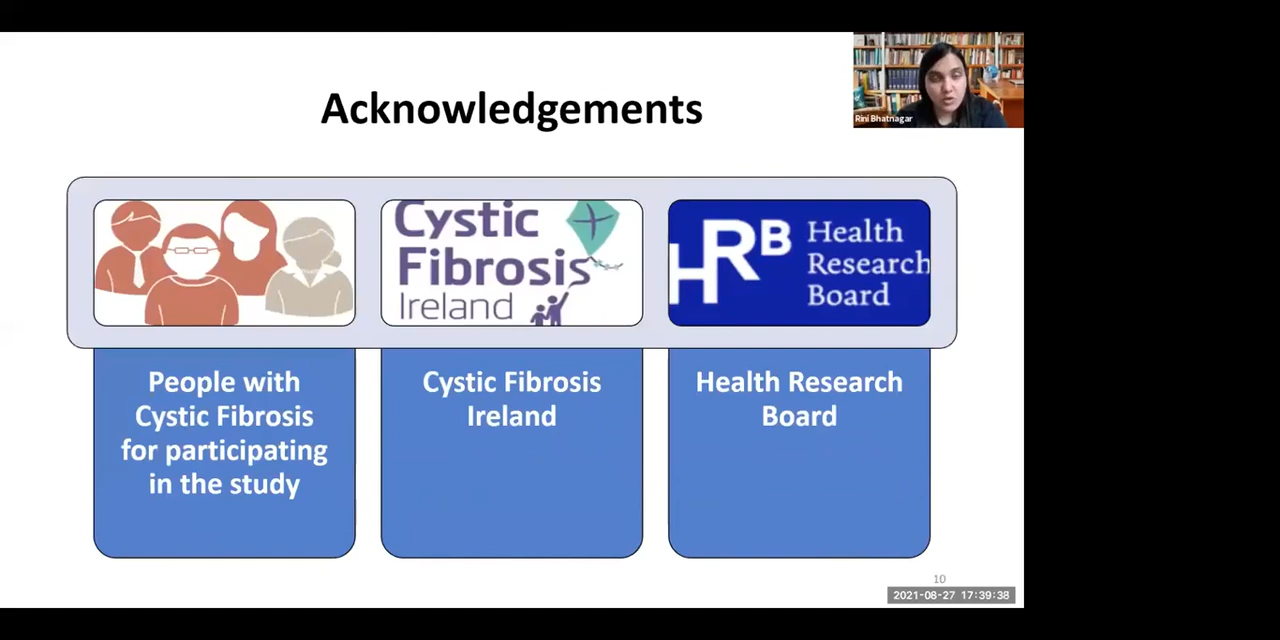 Acknowledgements
Rini Bhatnagar
Cystic
Fibrosis
Ireland
HRB
Health
Research
Board
People with
Cystic Fibrosis
for participating
in the study
Cystic Fibrosis
Ireland
Health Research
Board
10
2021-08-27 17:39:38